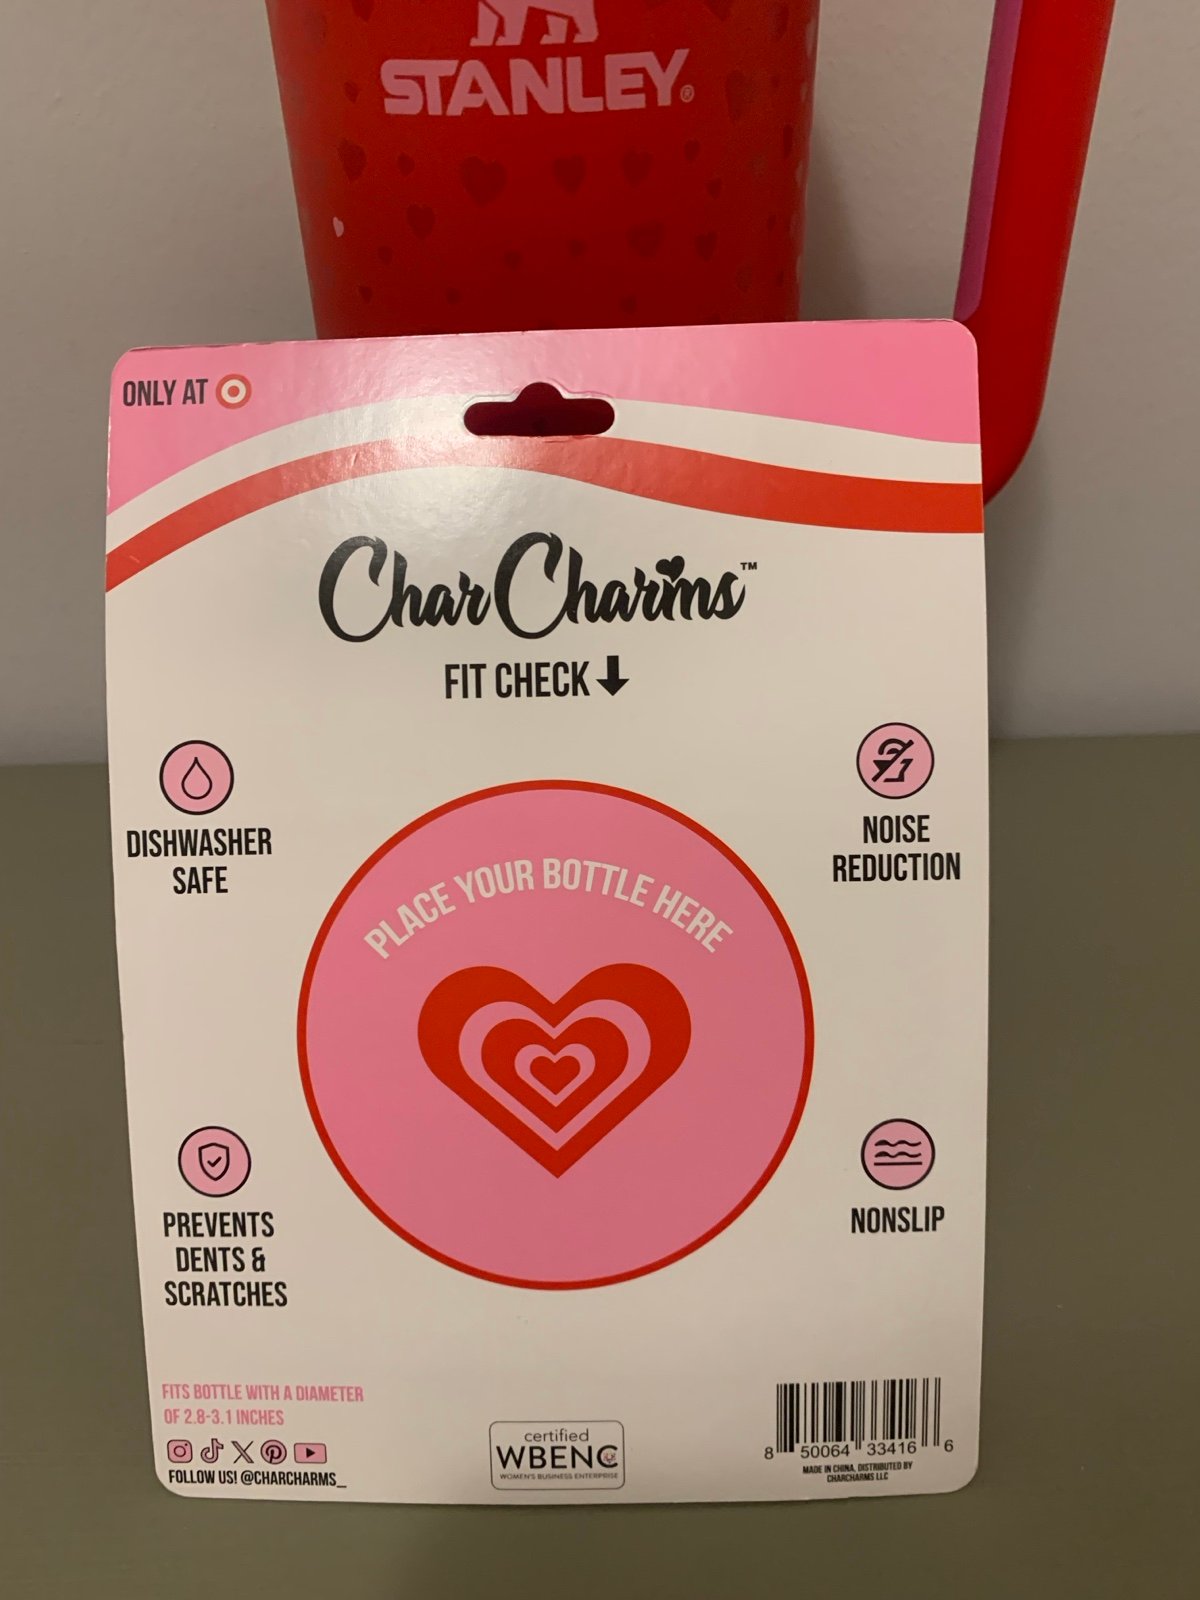 STANLEY®
ONLY AT
CharCharms™
FIT CHECK
DISHWASHER
SAFE
NOISE
REDUCTION
PLACE YOUR BOTTLE HERE
PREVENTS
DENTS &
SCRATCHES
NONSLIP
FITS BOTTLE WITH A DIAMETER
OF 2.8-3.1 INCHES
FOLLOW US! @CHARCHARMS_
certified
WBENC
WOMEN'S BUSINESS ENTERPRISE
8 50064 33416 6
MADE IN CHINA, DISTRIBUTED BY
CHARCHARMS LLC